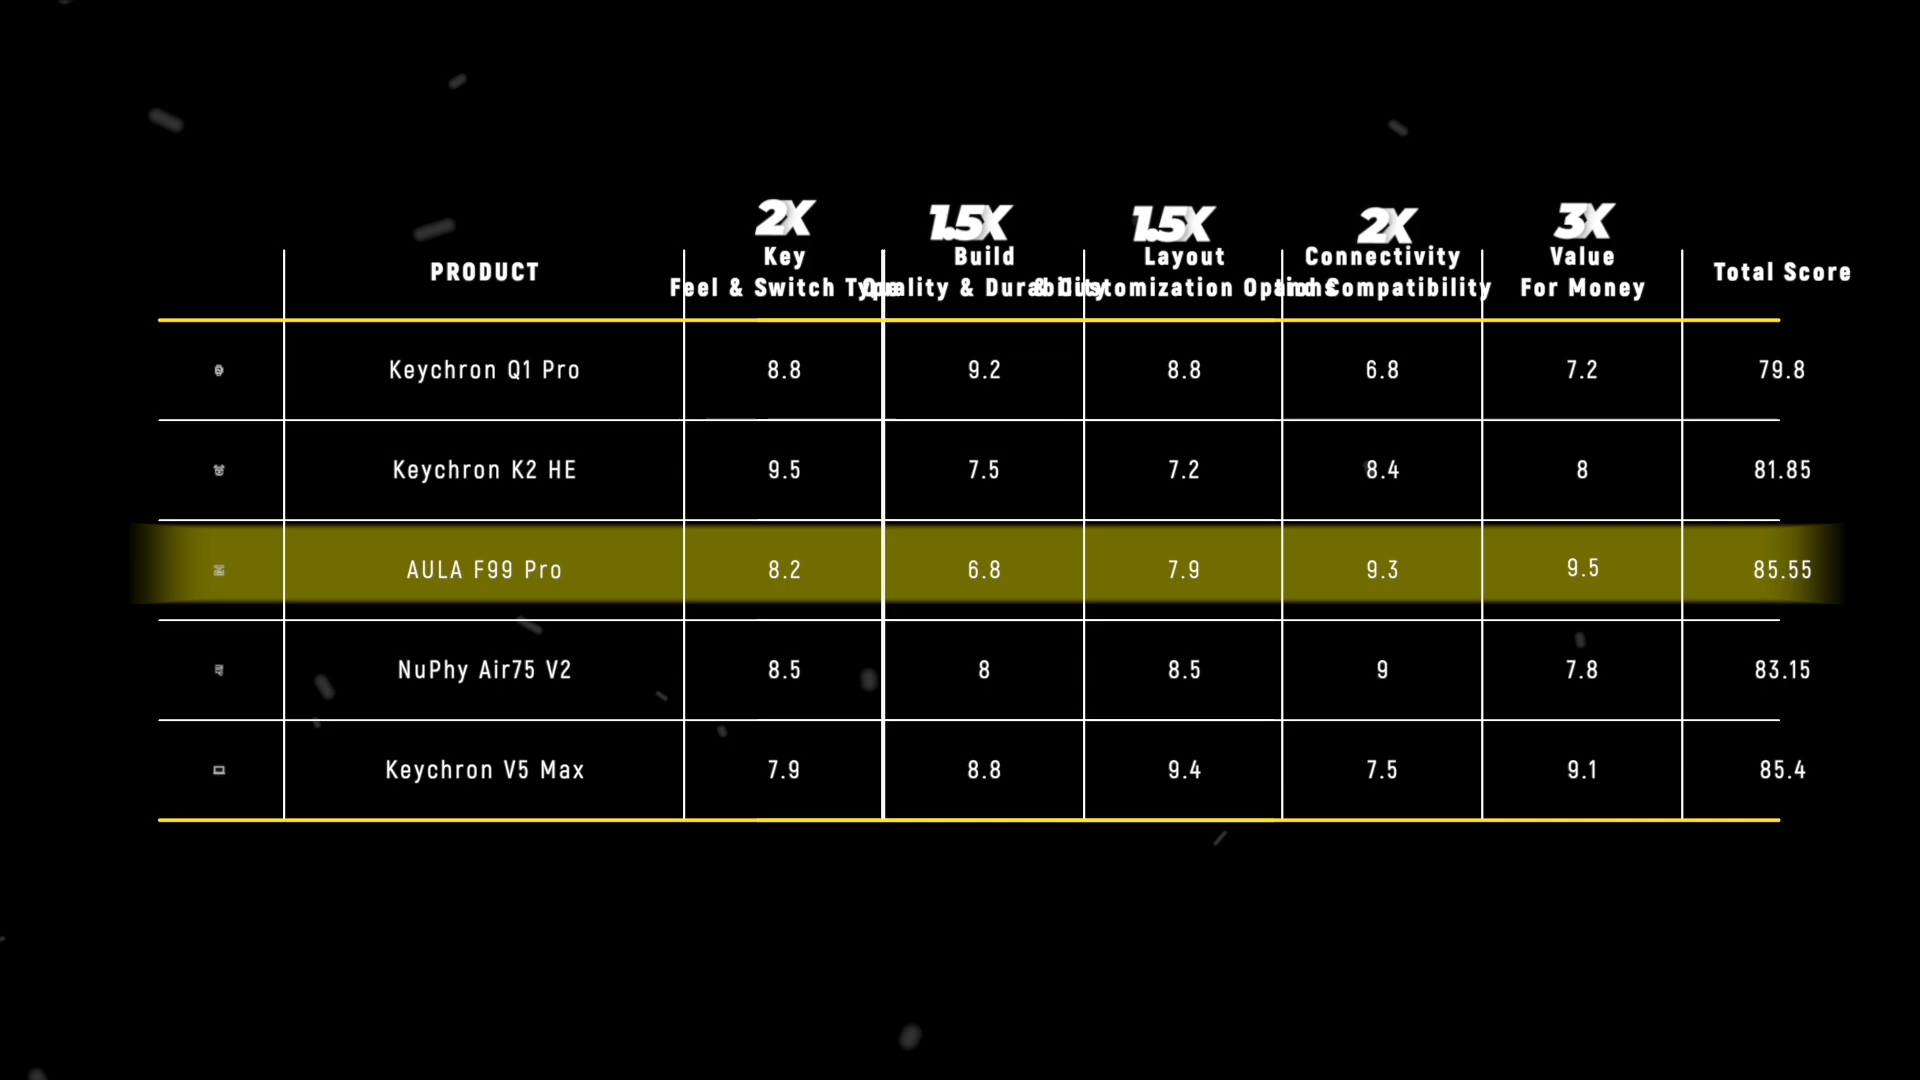 2X 1.5X 1.5X 2X 3X
PRODUCT Key Build Layout Connectivity Value Total Score
Feel & Switch Type Quality & Durability & Customization Options and Compatibility For Money
Keychron Q1 Pro 8.8 9.2 8.8 6.8 7.2 79.8
Keychron K2 HE 9.5 7.5 7.2 8.4 8 81.85
AULA F99 Pro 8.2 6.8 7.9 9.3 9.5 85.55
NuPhy Air75 V2 8.5 8 8.5 9 7.8 83.15
Keychron V5 Max 7.9 8.8 9.4 7.5 9.1 85.4